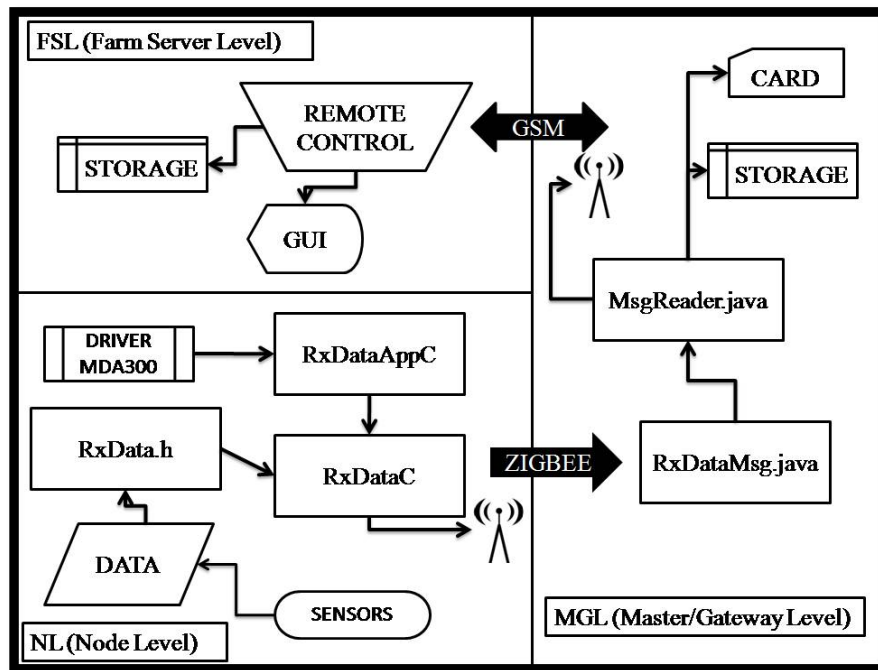 FSL (Farm Server Level)
REMOTE
CONTROL
STORAGE
GUI
GSM
CARD
STORAGE
MsgReader.java
DRIVER
MDA300
RxDataAppC
RxData.h
RxDataC
ZIGBEE
RxDataMsg.java
DATA
SENSORS
NL (Node Level)
MGL (Master/Gateway Level)